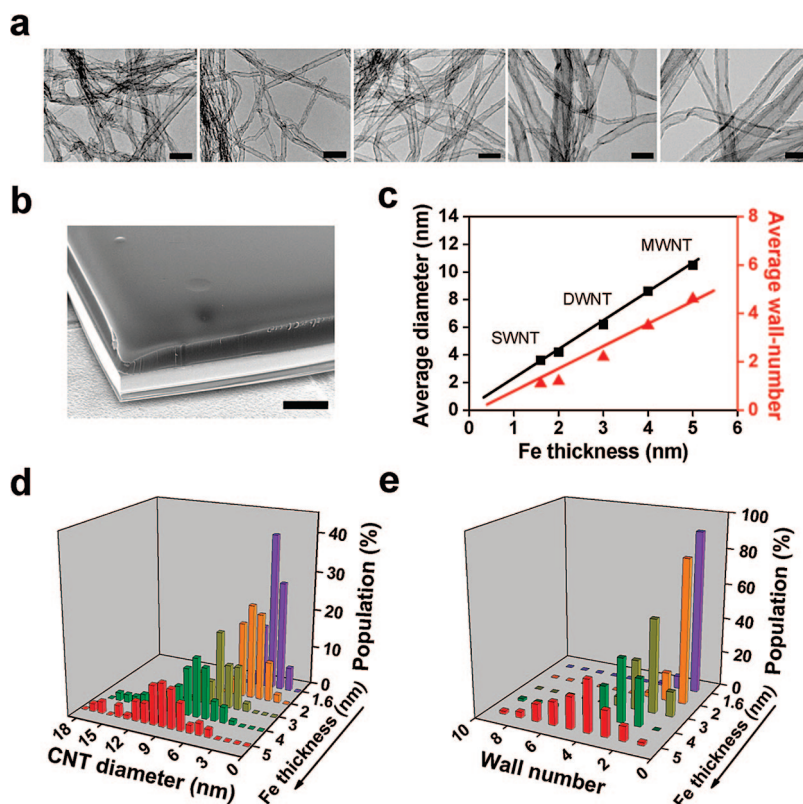 a
b
c
14
12
10
8
6
4
2
0
Average diameter (nm)
8
6
4
2
0
Average wall-number
SWNT
DWNT
MWNT
0 1 2 3 4 5 6
Fe thickness (nm)
d
40
30
20
10
0
Population (%)
18 15 12 9 6 3 0
CNT diameter (nm)
1.6
2
3
4
5
Fe thickness (nm)
e
100
80
60
40
20
0
Population (%)
10 8 6 4 2 0
Wall number
1.6
2
3
4
5
Fe thickness (nm)